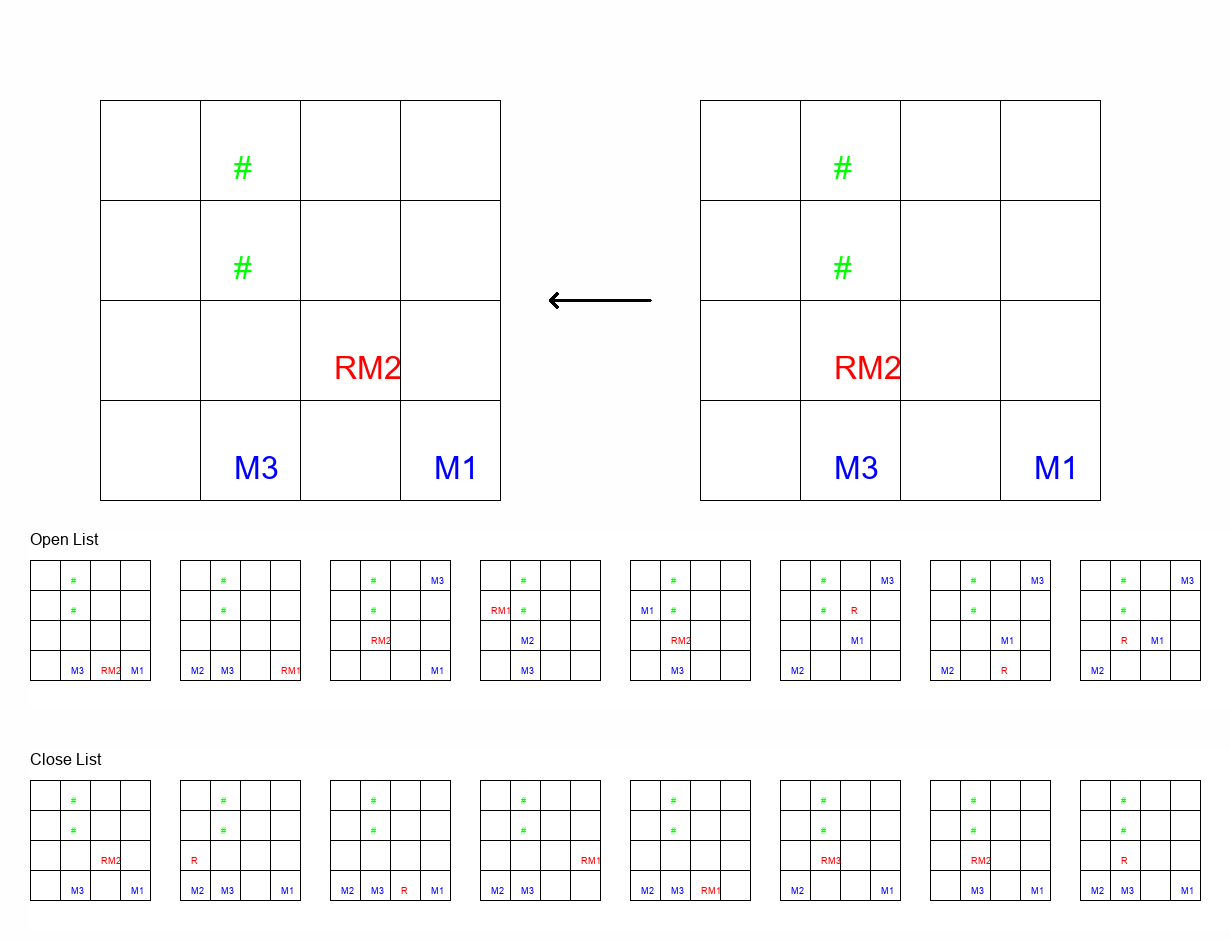 # #
# #
RM2 RM2
M3 M1 M3 M1
Open List
# # # M3 # # # M3 # M3 # M3
# # # RM1 # M1 # # R # #
RM2 M2 RM2 M1 M1 R M1
M3 RM2 M1 M2 M3 RM1 M1 M3 M3 M2 M2 R M2
Close List
# # # # # # # #
# # # # # # # #
RM2 R RM1 RM3 RM2 R
M3 M1 M2 M3 M1 M2 M3 R M1 M2 M3 M2 M3 RM1 M2 M1 M3 M1 M2 M3 M1